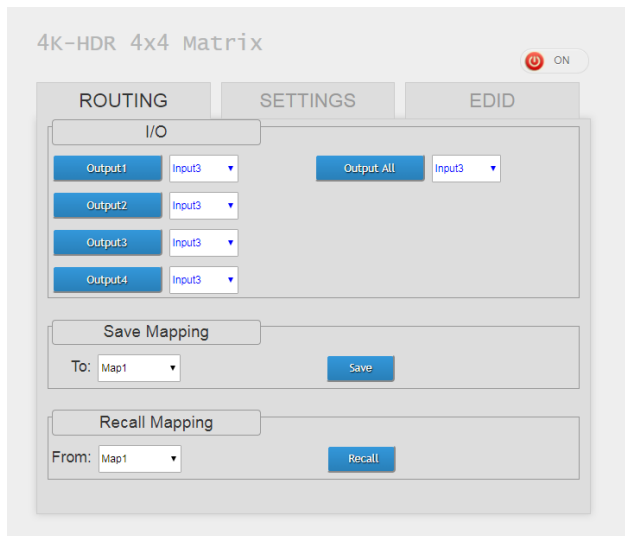 4K-HDR 4x4 Matrix
ON
ROUTING SETTINGS EDID
I/O
Output1 Input3 Output All Input3
Output2 Input3
Output3 Input3
Output4 Input3
Save Mapping
To: Map1 Save
Recall Mapping
From: Map1 Recall